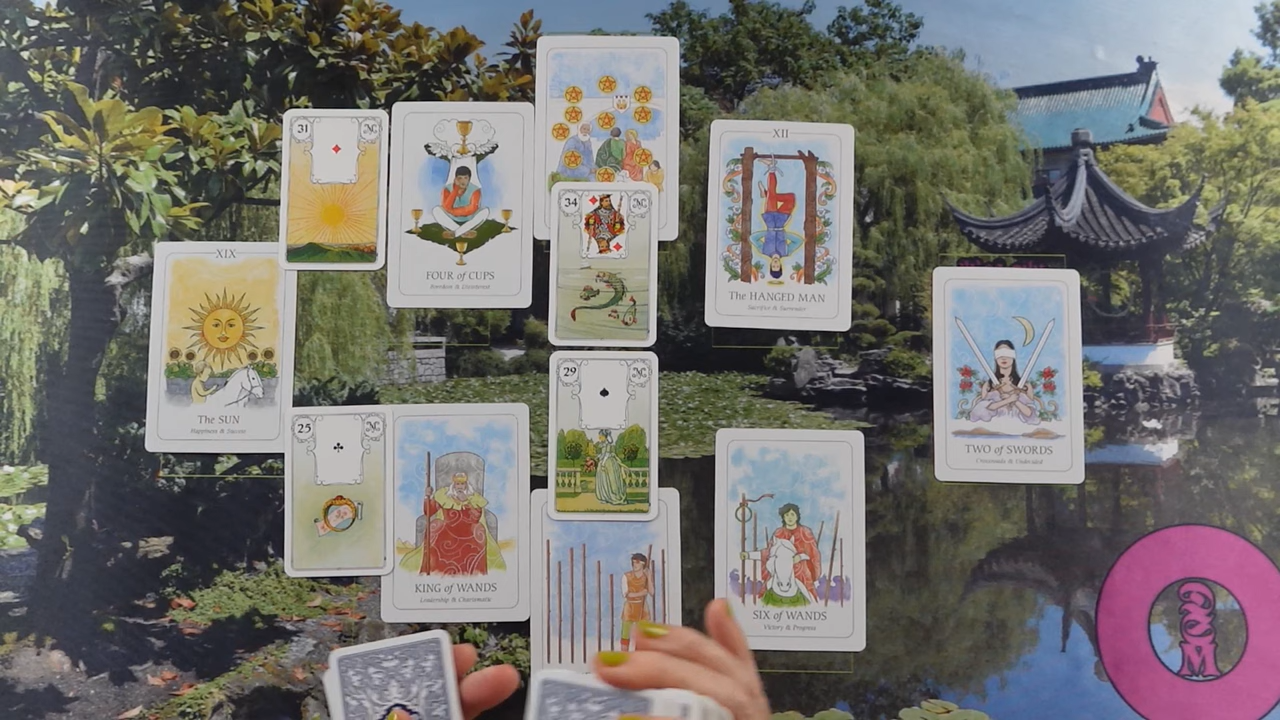 31
34
XII
FOUR of CUPS
Boredom & Disinterest
The HANGED MAN
Sacrifice & Surrender
XIX
The SUN
Happiness & Success
29
TWO of SWORDS
Crossroads & Undecided
25
KING of WANDS
Leadership & Charismatic
SIX of WANDS
Victory & Progress